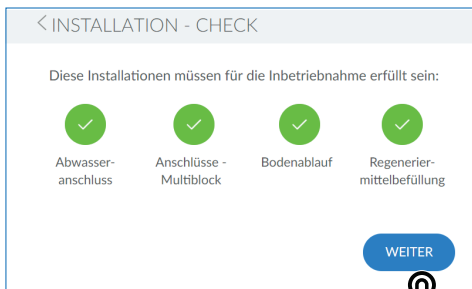 INSTALLATION - CHECK
Diese Installationen müssen für die Inbetriebnahme erfüllt sein:
Abwasser-
anschluss
Anschlüsse -
Multiblock
Bodenablauf
Regenerier-
mittelbefüllung
WEITER